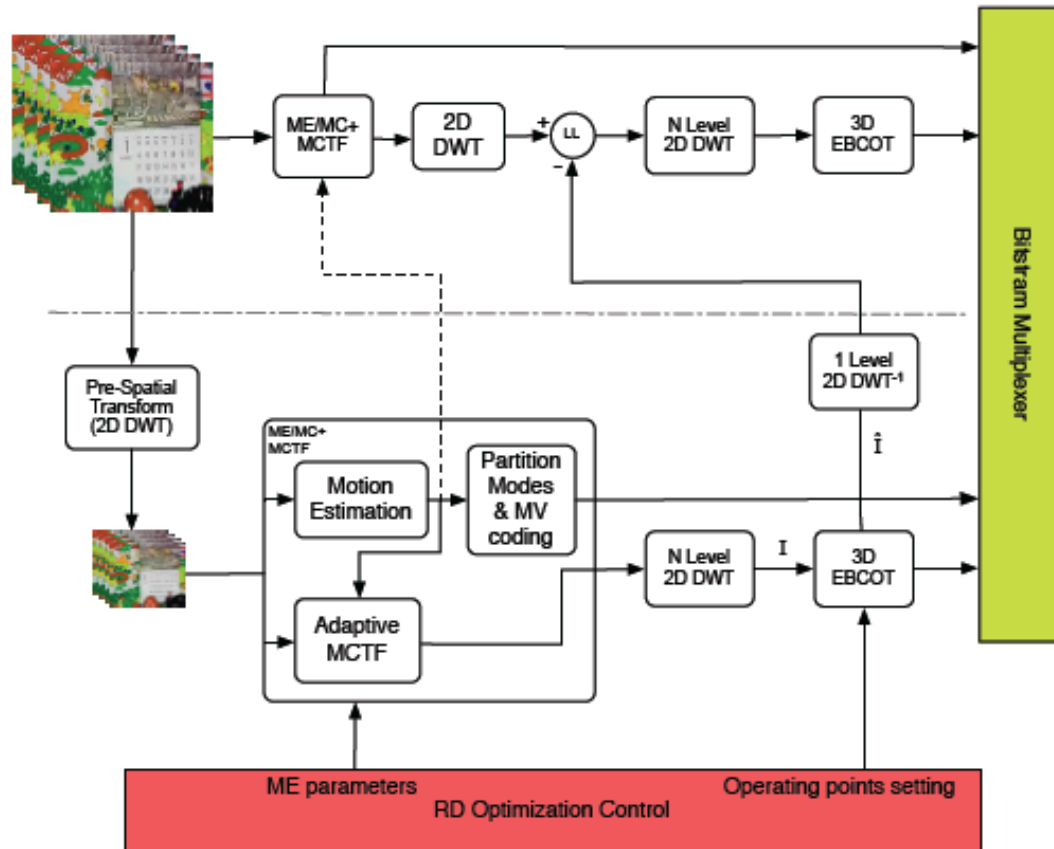 ME/MC+
MCTF
2D
DWT
+
LL
−
N Level
2D DWT
3D
EBCOT
Bitstram Multiplexer
Pre-Spatial
Transform
(2D DWT)
1 Level
2D DWT-1
Î
ME/MC+
MCTF
Motion
Estimation
Partition
Modes
& MV
coding
Adaptive
MCTF
N Level
2D DWT
I
3D
EBCOT
ME parameters
Operating points setting
RD Optimization Control